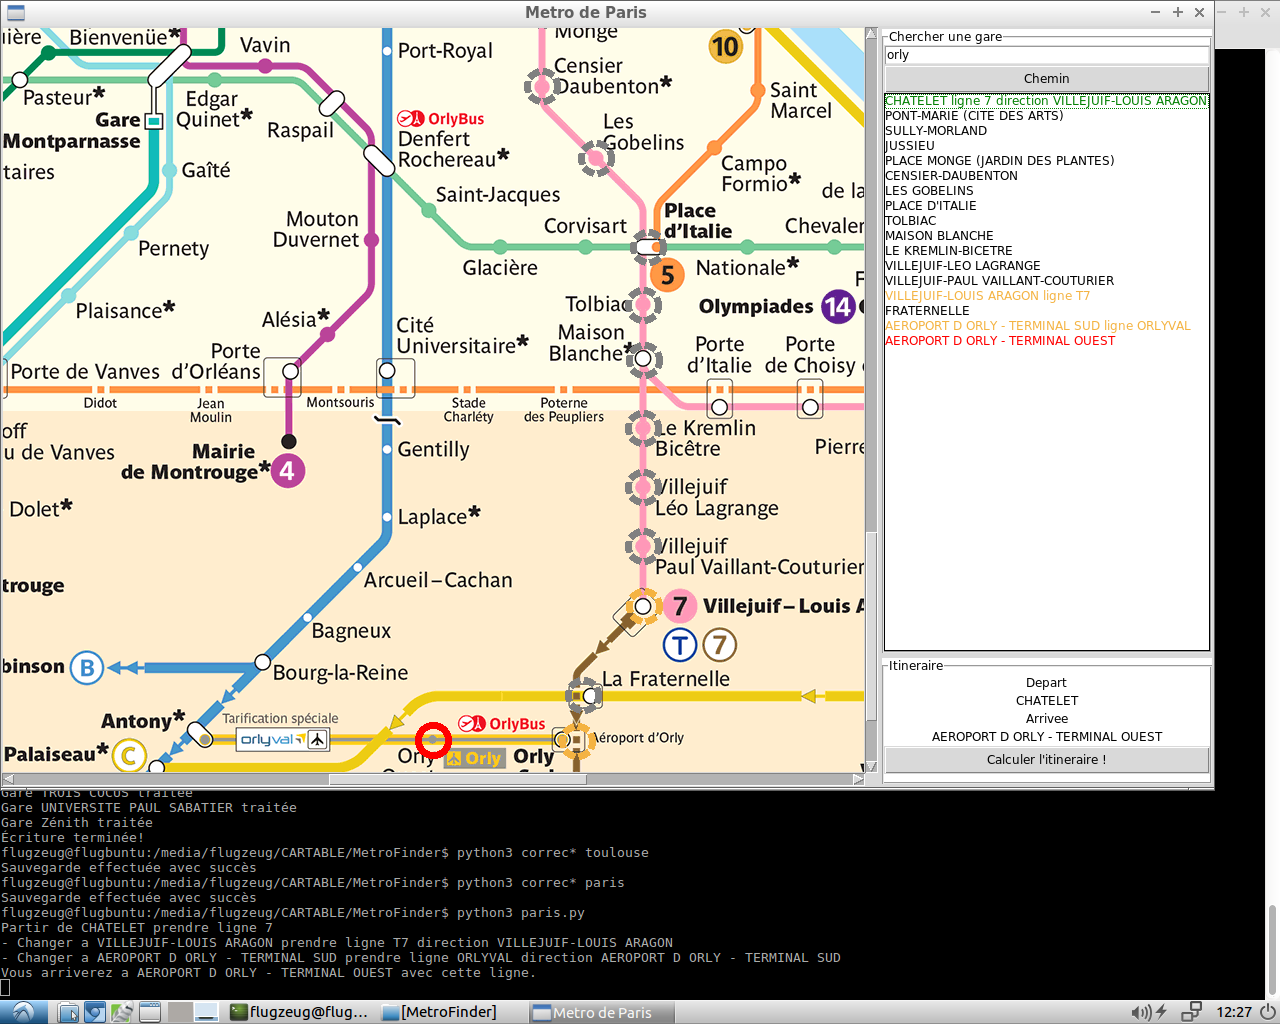 Metro de Paris
Bienvenüe*
Vavin
Port-Royal
Monge
10
Censier
Daubenton*
Pasteur*
Edgar
Quinet*
Gare
Montparnasse
Raspail
OrlyBus
Denfert
Rochereau*
Les
Gobelins
Saint
Marcel
Campo
Formio*
taires
Gaîté
Saint-Jacques
de la
Mouton
Duvernet
Corvisart
Place
d'Italie
Chevaler
Pernety
Glacière
5
Nationale*
Plaisance*
Alésia*
Cité
Universitaire*
Tolbiac
Olympiades
14
Maison
Blanche*
Porte
d'Italie
Porte
de Choisy
Porte de Vanves
Porte
d'Orléans
Didot
Jean
Moulin
Montsouris
Stade
Charléty
Poterne
des Peupliers
off
u de Vanves
Mairie
de Montrouge*
4
Gentilly
Le Kremlin
Bicêtre
Pierre
Dolet*
Laplace*
Villejuif
Léo Lagrange
trouge
Arcueil–Cachan
Villejuif
Paul Vaillant-Couturier
Bagneux
7
Villejuif–Louis A
T
7
binson
B
Bourg-la-Reine
La Fraternelle
Antony*
Tarification spéciale
orlyval
OrlyBus
Aéroport d'Orly
Palaiseau*
C
Orly
Orly
Orly
Chercher une gare
orly
Chemin
CHATELET ligne 7 direction VILLEJUIF-LOUIS ARAGON
PONT-MARIE (CITE DES ARTS)
SULLY-MORLAND
JUSSIEU
PLACE MONGE (JARDIN DES PLANTES)
CENSIER-DAUBENTON
LES GOBELINS
PLACE D'ITALIE
TOLBIAC
MAISON BLANCHE
LE KREMLIN-BICETRE
VILLEJUIF-LEO LAGRANGE
VILLEJUIF-PAUL VAILLANT-COUTURIER
VILLEJUIF-LOUIS ARAGON ligne T7
FRATERNELLE
AEROPORT D ORLY - TERMINAL SUD ligne ORLYVAL
AEROPORT D ORLY - TERMINAL OUEST
Itineraire
Depart
CHATELET
Arrivee
AEROPORT D ORLY - TERMINAL OUEST
Calculer l'itineraire !
Gare TROIS COCUS traitée
Gare UNIVERSITE PAUL SABATIER traitée
Gare Zénith traitée
Écriture terminée!
flugzeug@flugbuntu:/media/flugzeug/CARTABLE/MetroFinder$ python3 correc* toulouse
Sauvegarde effectuée avec succès
flugzeug@flugbuntu:/media/flugzeug/CARTABLE/MetroFinder$ python3 correc* paris
Sauvegarde effectuée avec succès
flugzeug@flugbuntu:/media/flugzeug/CARTABLE/MetroFinder$ python3 paris.py
Partir de CHATELET prendre ligne 7
- Changer a VILLEJUIF-LOUIS ARAGON prendre ligne T7 direction VILLEJUIF-LOUIS ARAGON
- Changer a AEROPORT D ORLY - TERMINAL SUD prendre ligne ORLYVAL direction AEROPORT D ORLY - TERMINAL SUD
Vous arriverez a AEROPORT D ORLY - TERMINAL OUEST avec cette ligne.
flugzeug@flug...
[MetroFinder]
Metro de Paris
12:27